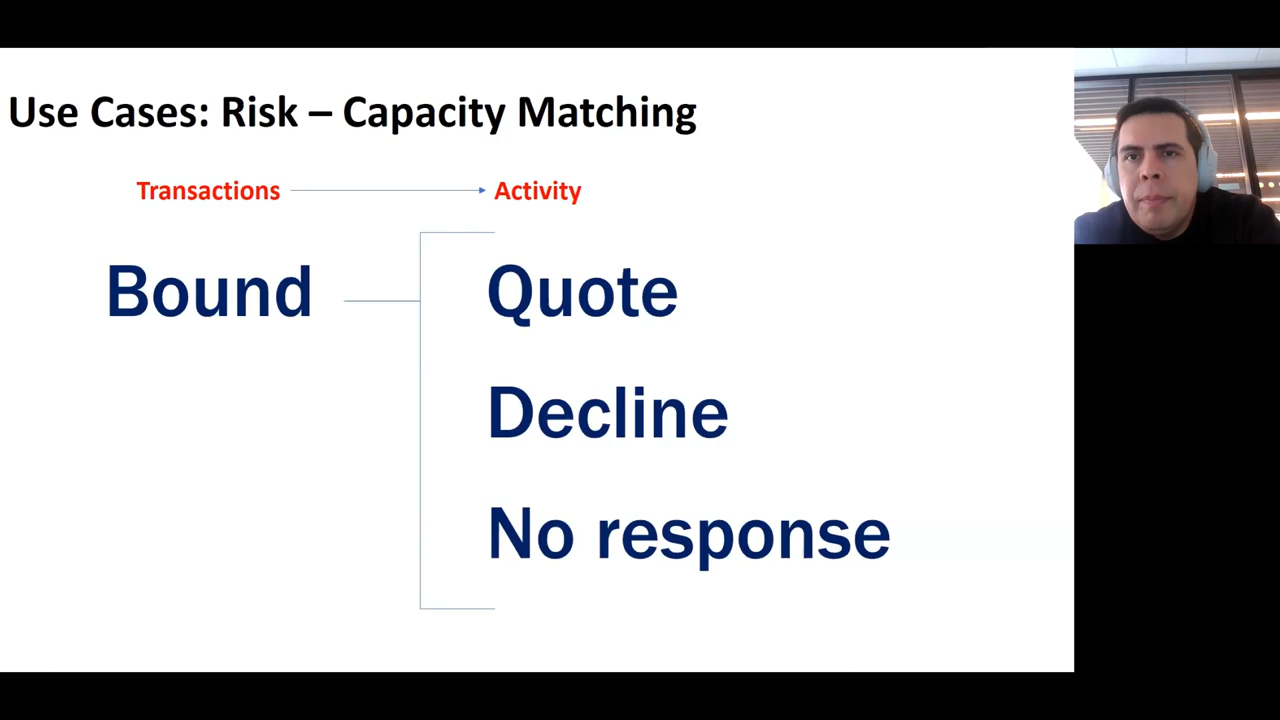 Use Cases: Risk – Capacity Matching
Transactions Activity
Bound Quote
Decline
No response